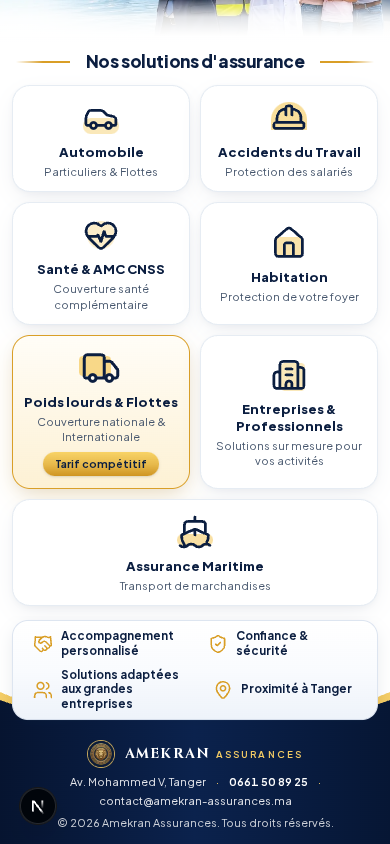 Nos solutions d'assurance
Automobile
Particuliers & Flottes
Accidents du Travail
Protection des salariés
Santé & AMC CNSS
Couverture santé
complémentaire
Habitation
Protection de votre foyer
Poids lourds & Flottes
Couverture nationale &
Internationale
Tarif compétitif
Entreprises &
Professionnels
Solutions sur mesure pour
vos activités
Assurance Maritime
Transport de marchandises
Accompagnement
personnalisé
Confiance &
sécurité
Solutions adaptées
aux grandes
entreprises
Proximité à Tanger
AMEKRAN ASSURANCES
Av. Mohammed V, Tanger · 0661 50 89 25 ·
contact@amekran-assurances.ma
N
© 2026 Amekran Assurances. Tous droits réservés.